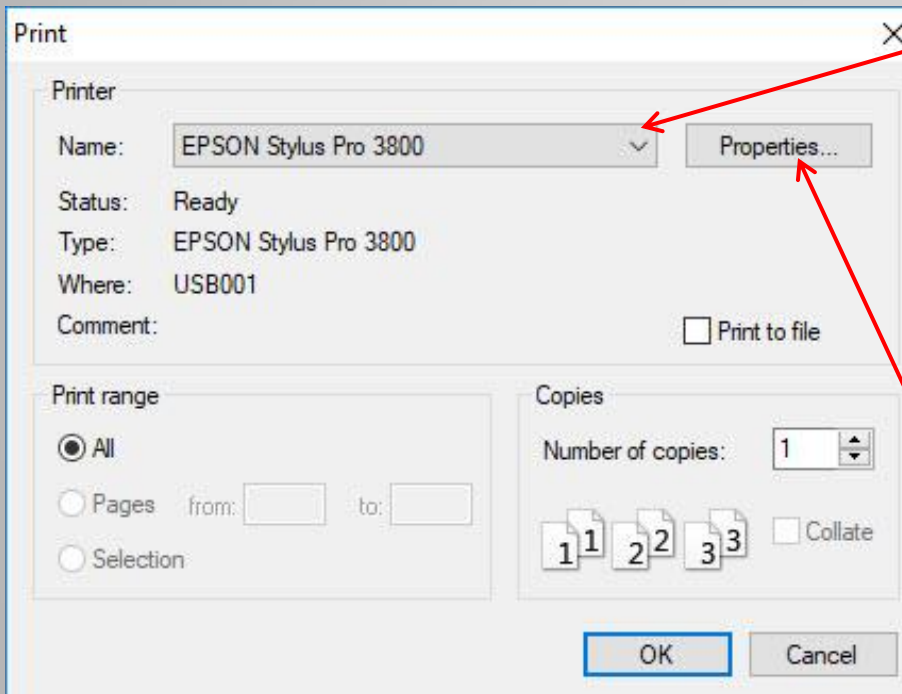 Print
Printer
Name: EPSON Stylus Pro 3800 Properties...
Status: Ready
Type: EPSON Stylus Pro 3800
Where: USB001
Comment: Print to file
Print range
All
Pages from: to:
Selection
Copies
Number of copies: 1
1 1 2 2 3 3 Collate
OK Cancel